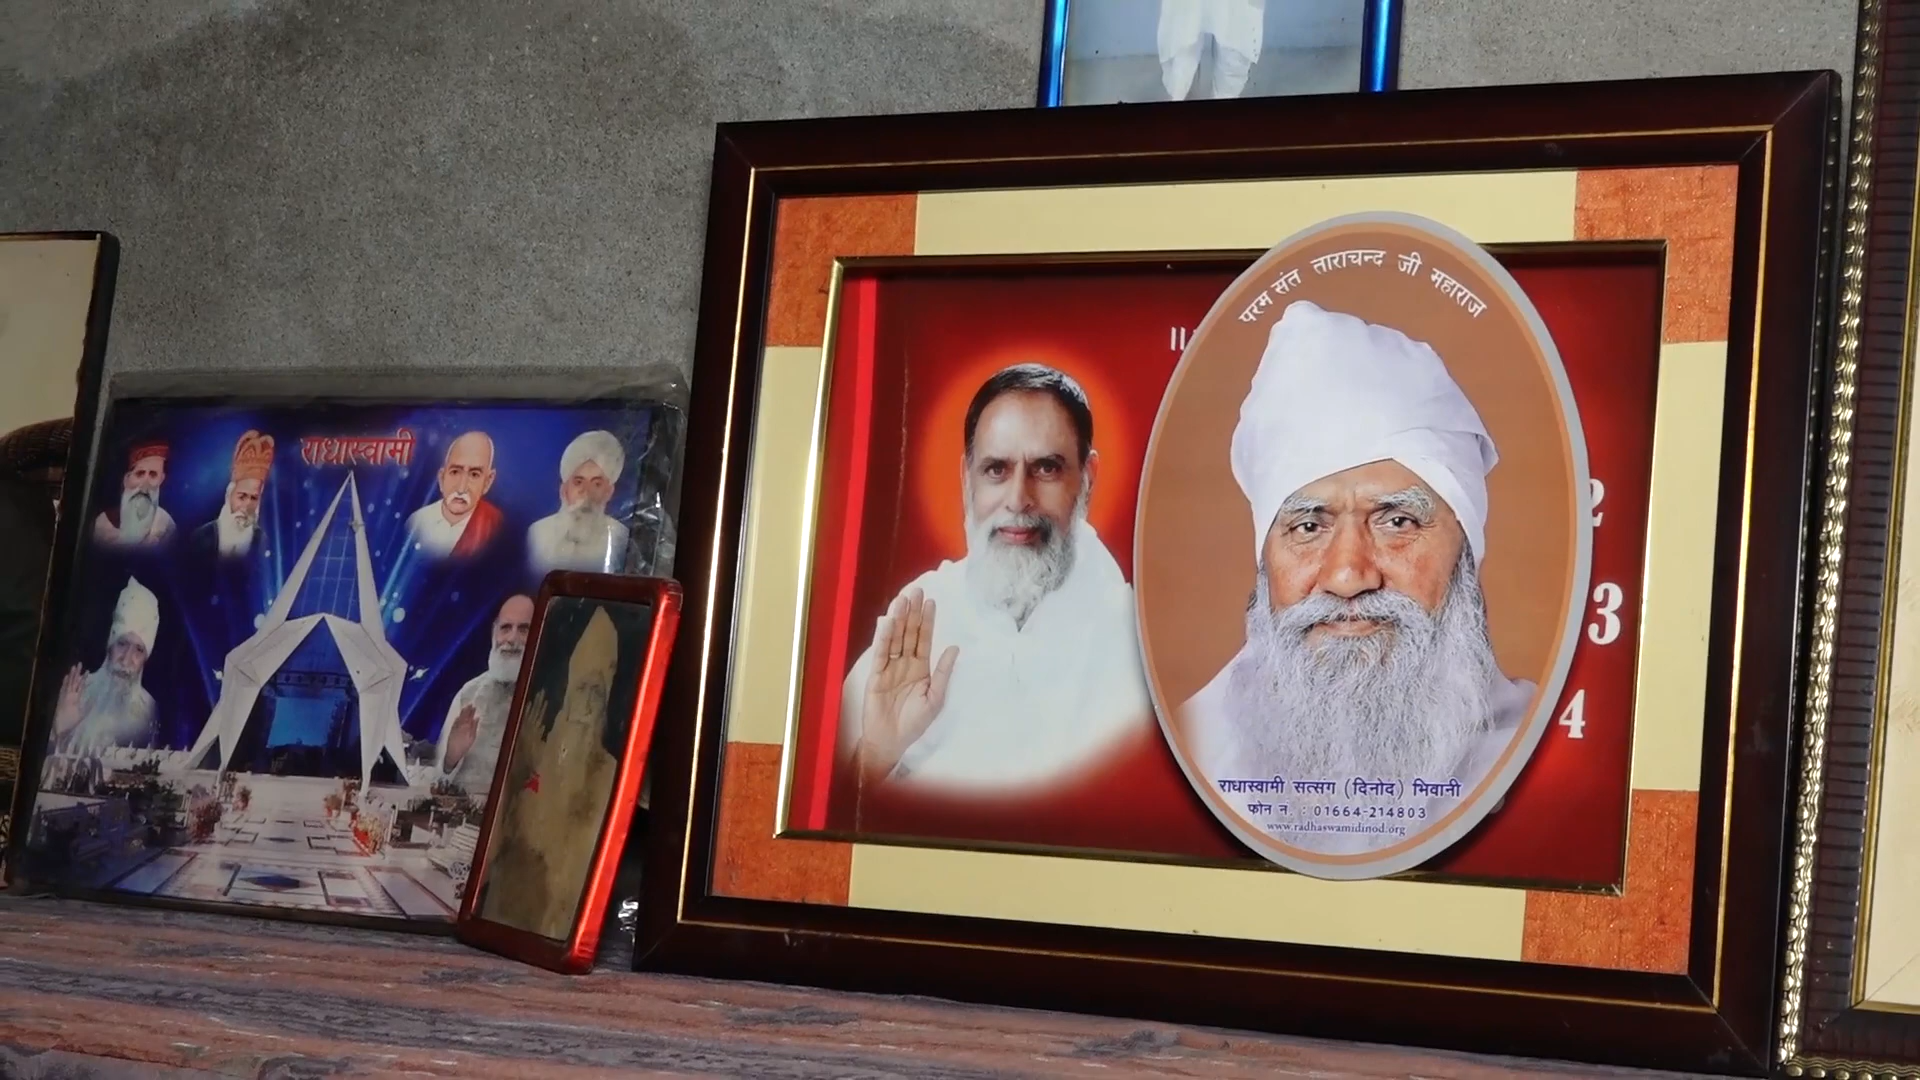 राधास्वामी
||
परम संत ताराचन्द जी महाराज
2
3
4
राधास्वामी सत्संग (दिनोद) भिवानी
फोन न. : 01664-214803
www.radhaswamidinod.org